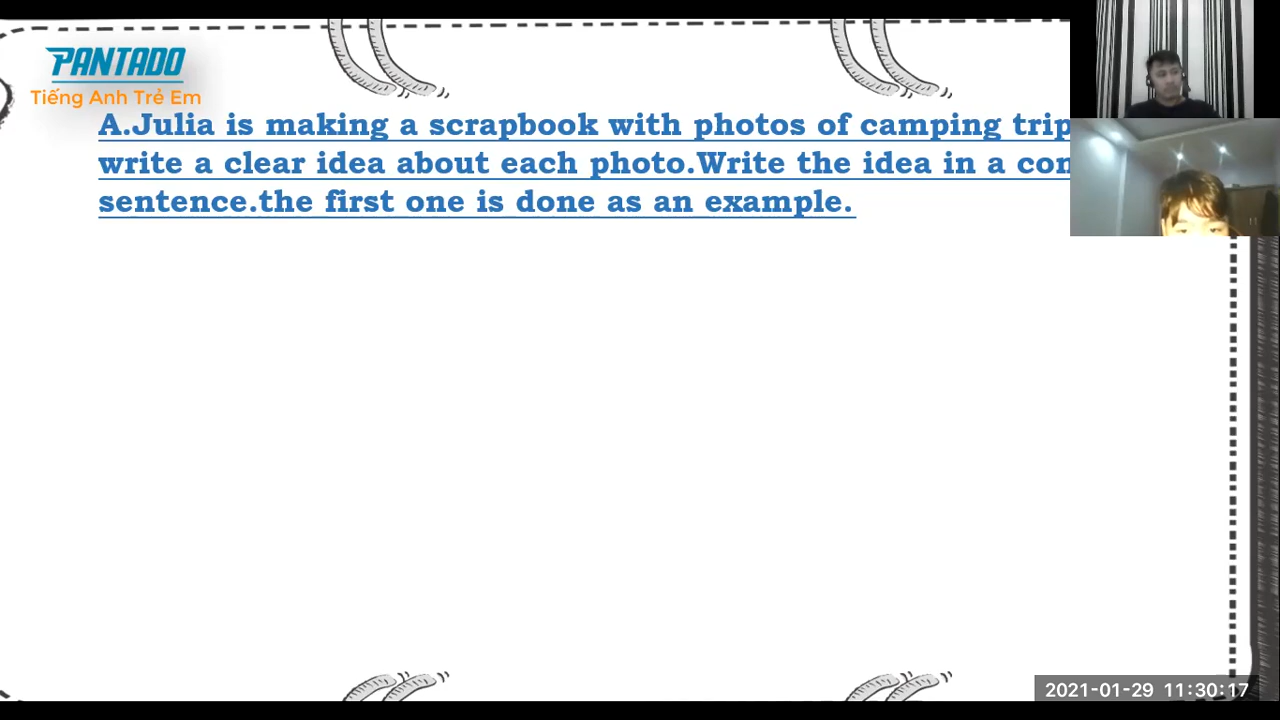 PANTADO
Tiếng Anh Trẻ Em
A.Julia is making a scrapbook with photos of camping trip
write a clear idea about each photo.Write the idea in a
sentence.the first one is done as an example.
2021-01-29 11:30:17